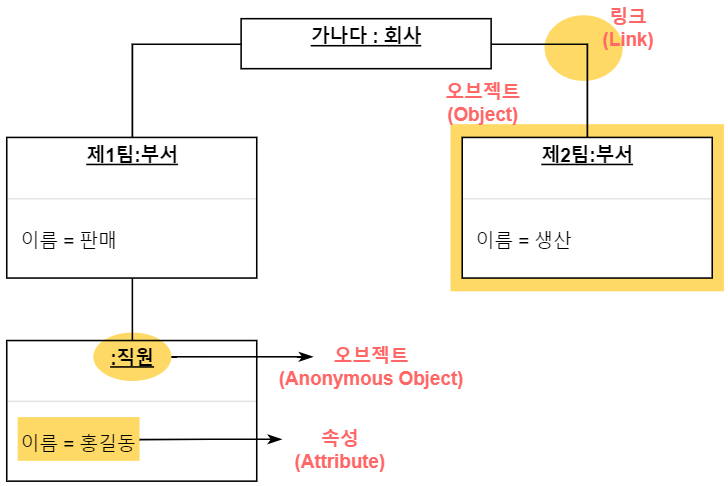 가나다 : 회사
링크
(Link)
오브젝트
(Object)
제1팀:부서
이름 = 판매
제2팀:부서
이름 = 생산
:직원
오브젝트
(Anonymous Object)
이름 = 홍길동
속성
(Attribute)